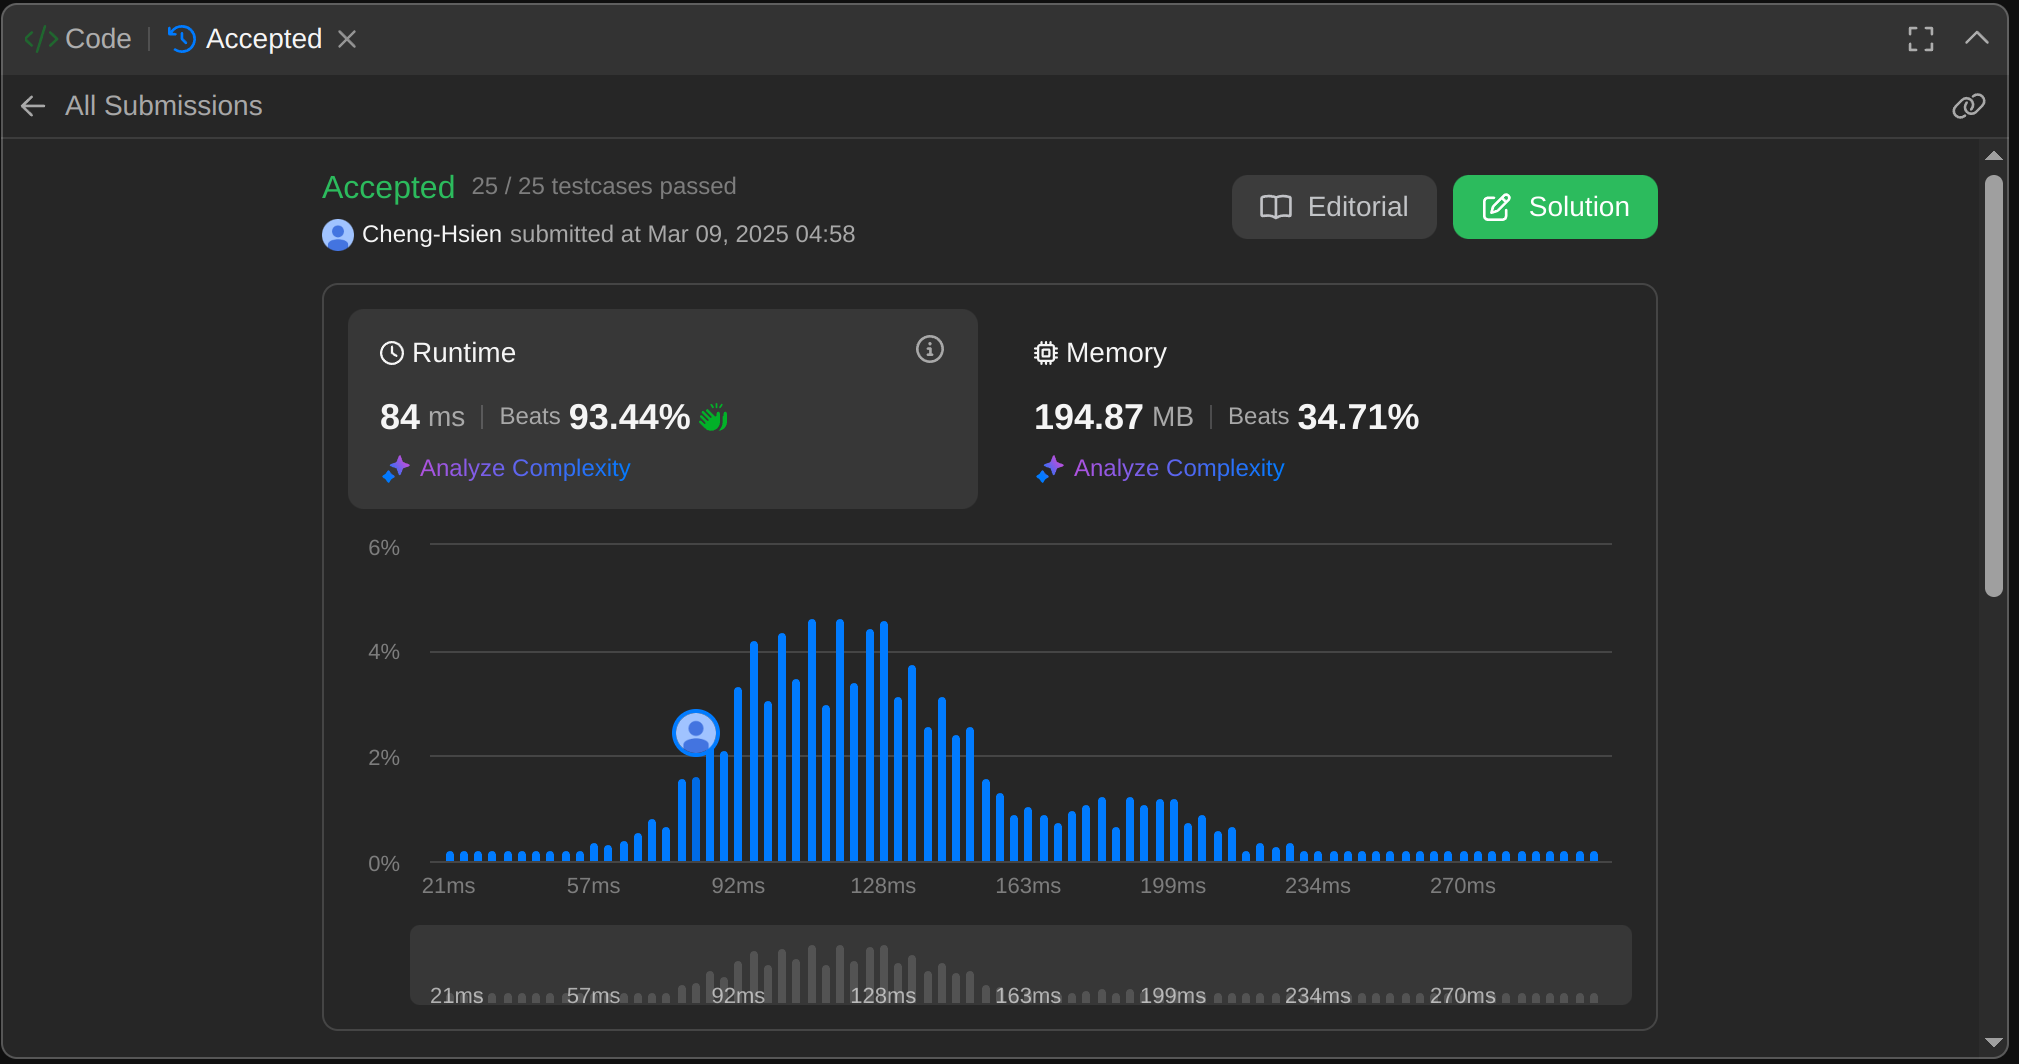 </> Code | Accepted
All Submissions
Accepted 25 / 25 testcases passed
Cheng-Hsien submitted at Mar 09, 2025 04:58
Editorial
Solution
Runtime
84 ms | Beats 93.44%
Analyze Complexity
Memory
194.87 MB | Beats 34.71%
Analyze Complexity
6%
4%
2%
0%
21ms 57ms 92ms 128ms 163ms 199ms 234ms 270ms
21ms 57ms 92ms 128ms 163ms 199ms 234ms 270ms